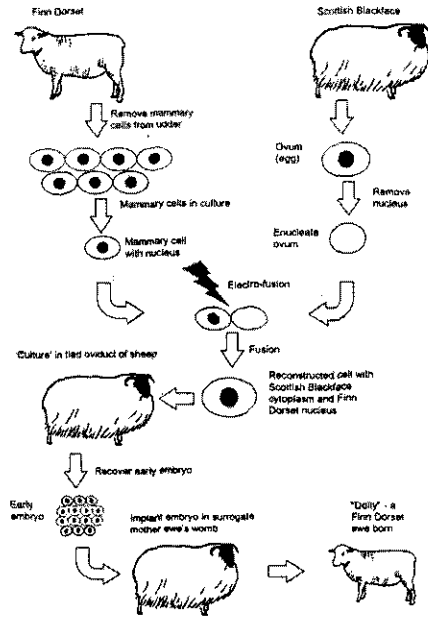 Finn Dorset
Scottish Blackface
Remove mammary
cells from udder
Ovum
(egg)
Remove
nucleus
Mammary cells in culture
Enucleate
ovum
Mammary cell
with nucleus
Electro-fusion
Fusion
'Culture' in tied oviduct of sheep
Reconstructed cell with
Scottish Blackface
cytoplasm and Finn
Dorset nucleus
Recover early embryo
Early
embryo
Implant embryo in surrogate
mother ewe's womb
"Dolly" - a
Finn Dorset
ewe born